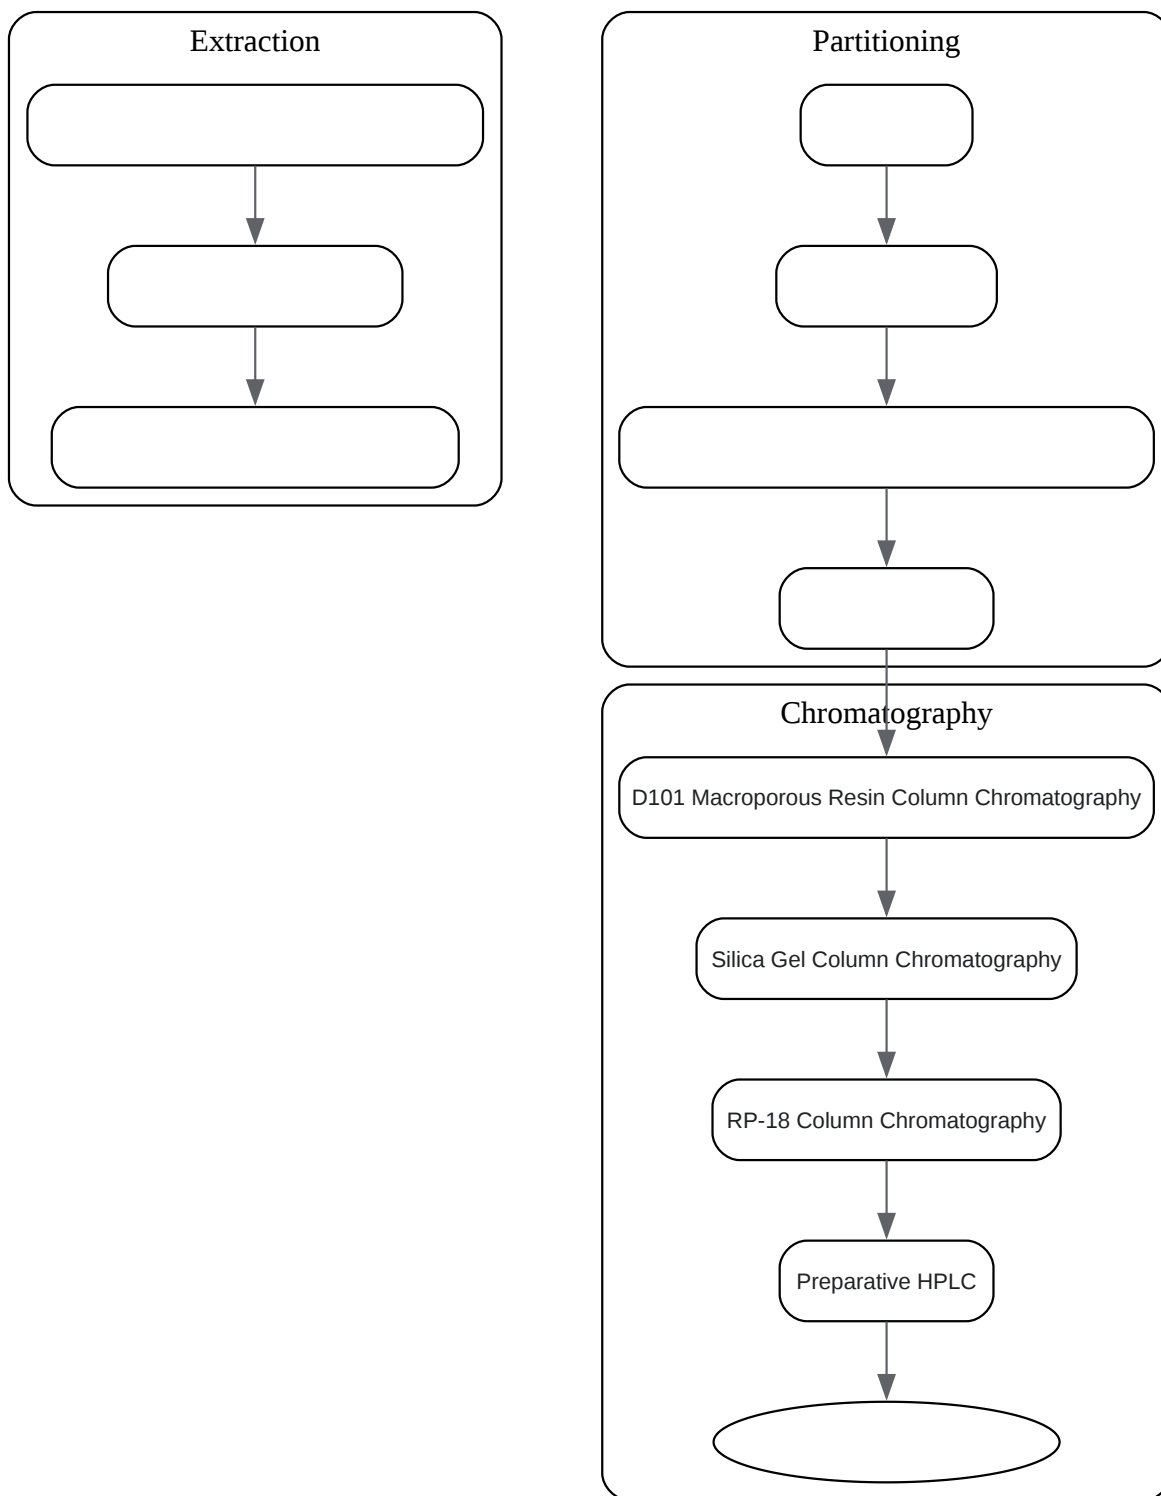 Extraction
Partitioning
Chromatography
D101 Macroporous Resin Column Chromatography
Silica Gel Column Chromatography
RP-18 Column Chromatography
Preparative HPLC